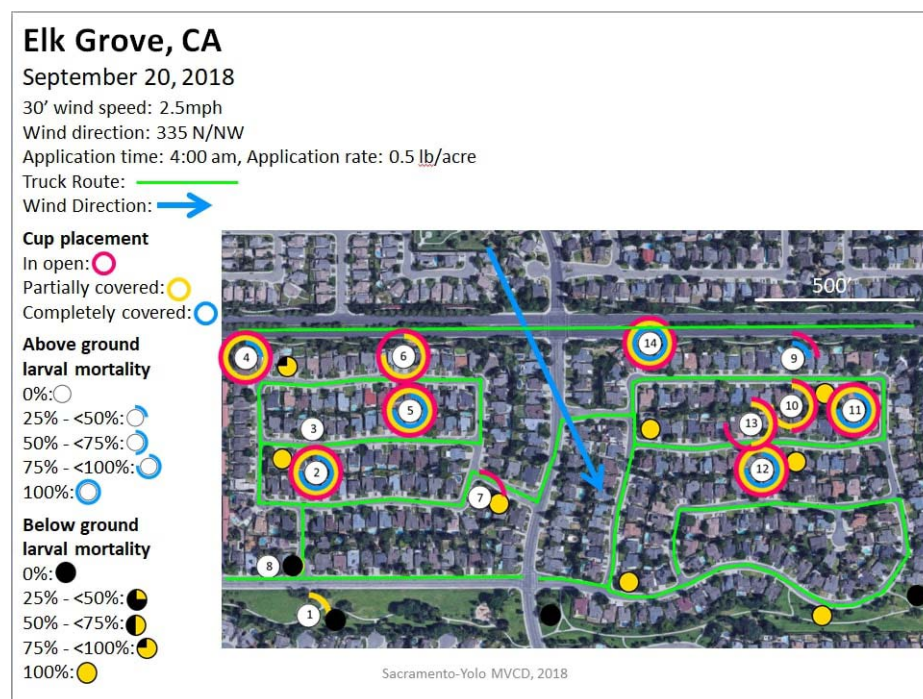 Elk Grove, CA
September 20, 2018
30' wind speed: 2.5mph
Wind direction: 335 N/NW
Application time: 4:00 am, Application rate: 0.5 lb/acre
Truck Route:
Wind Direction:
Cup placement
In open:
Partially covered:
Completely covered:
Above ground
larval mortality
0%:
25% - <50%:
50% - <75%:
75% - <100%:
100%:
Below ground
larval mortality
0%:
25% - <50%:
50% - <75%:
75% - <100%:
100%:
500'
4
6
14
9
5
3
13
10
11
2
7
12
8
1
Sacramento-Yolo MVCD, 2018